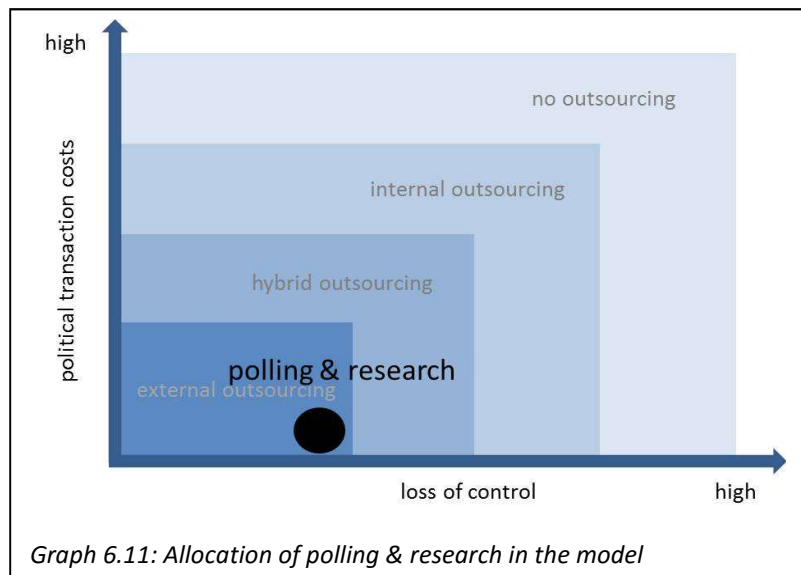 high
no outsourcing
internal outsourcing
political transaction costs
hybrid outsourcing
polling & research
external outsourcing
loss of control
high
Graph 6.11: Allocation of polling & research in the model